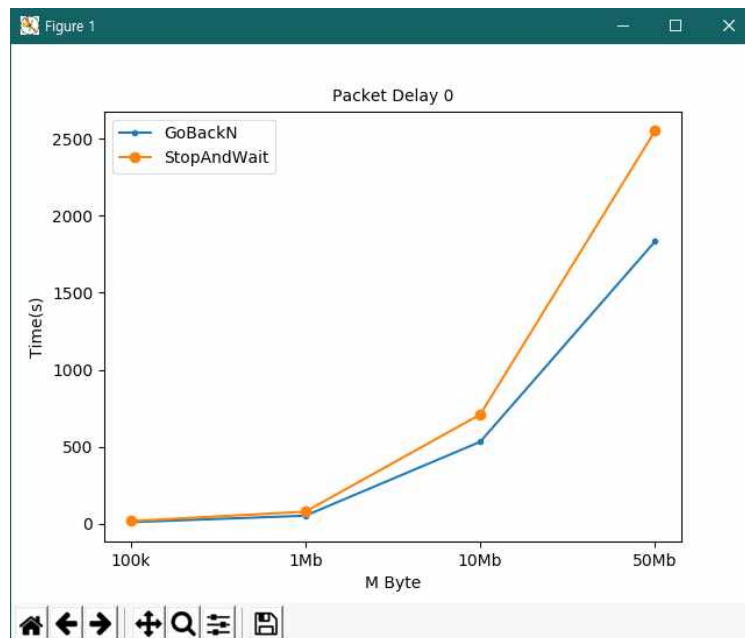 Figure 1
Packet Delay 0
GoBackN
StopAndWait
2500
2000
1500
1000
500
0
Time(s)
100k 1Mb 10Mb 50Mb
M Byte